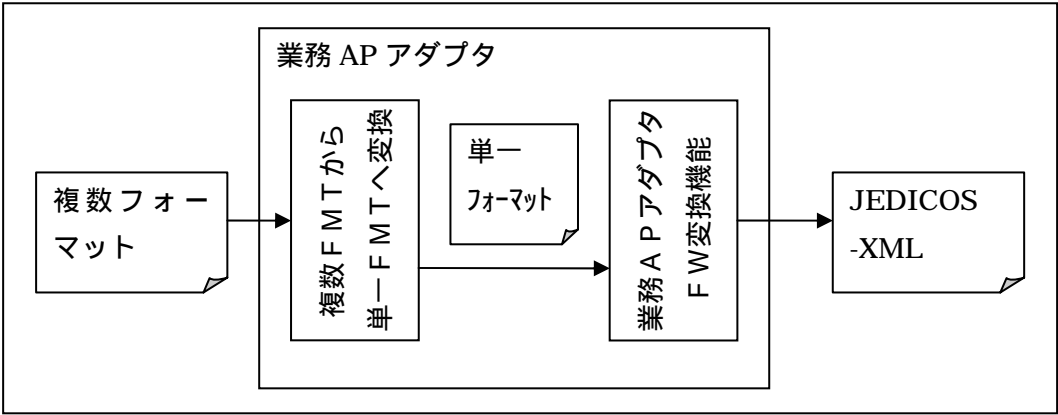 業務 AP アダプタ
複数フォー
マット
複数ＦＭＴから
単一ＦＭＴへ変換
単一
フォーマット
業務ＡＰアダプタ
ＦＷ変換機能
JEDICOS
-XML